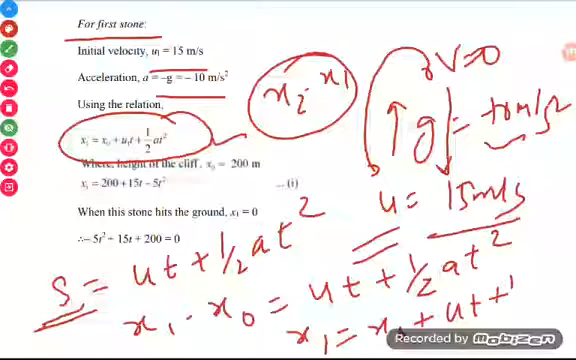 For first stone:
Initial velocity, u₁ = 15 m/s
Acceleration, a = –g = – 10 m/s²
Using the relation,
x₁ = x₀ + u₁t + 1/2 at²
Where, height of the cliff, x₀ = 200 m
x₁ = 200 + 15t – 5t² ...(i)
When this stone hits the ground, x₁ = 0
∴– 5t² + 15t + 200 = 0
x₂ - x₁
V=0
g = 10 m/s²
u = 15 m/s
S = ut + 1/2 at²
x₁ - x₀ = ut + 1/2 at²
x₁ = x₀ + ut +
Recorded by
Mobizen